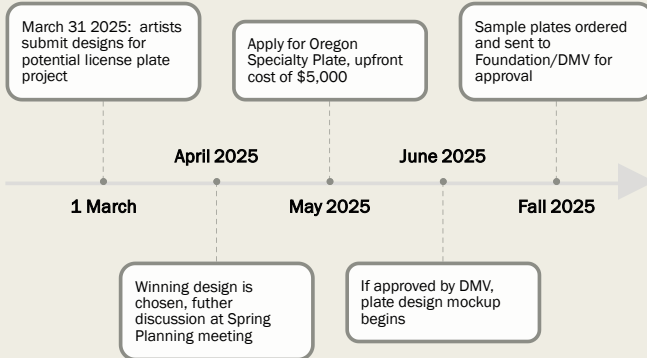 March 31 2025:  artists
submit designs for
potential license plate
project
Apply for Oregon
Specialty Plate, upfront
cost of $5,000
Sample plates ordered
and sent to
Foundation/DMV for
approval
April 2025
June 2025
1 March
May 2025
Fall 2025
Winning design is
chosen, futher
discussion at Spring
Planning meeting
If approved by DMV,
plate design mockup
begins